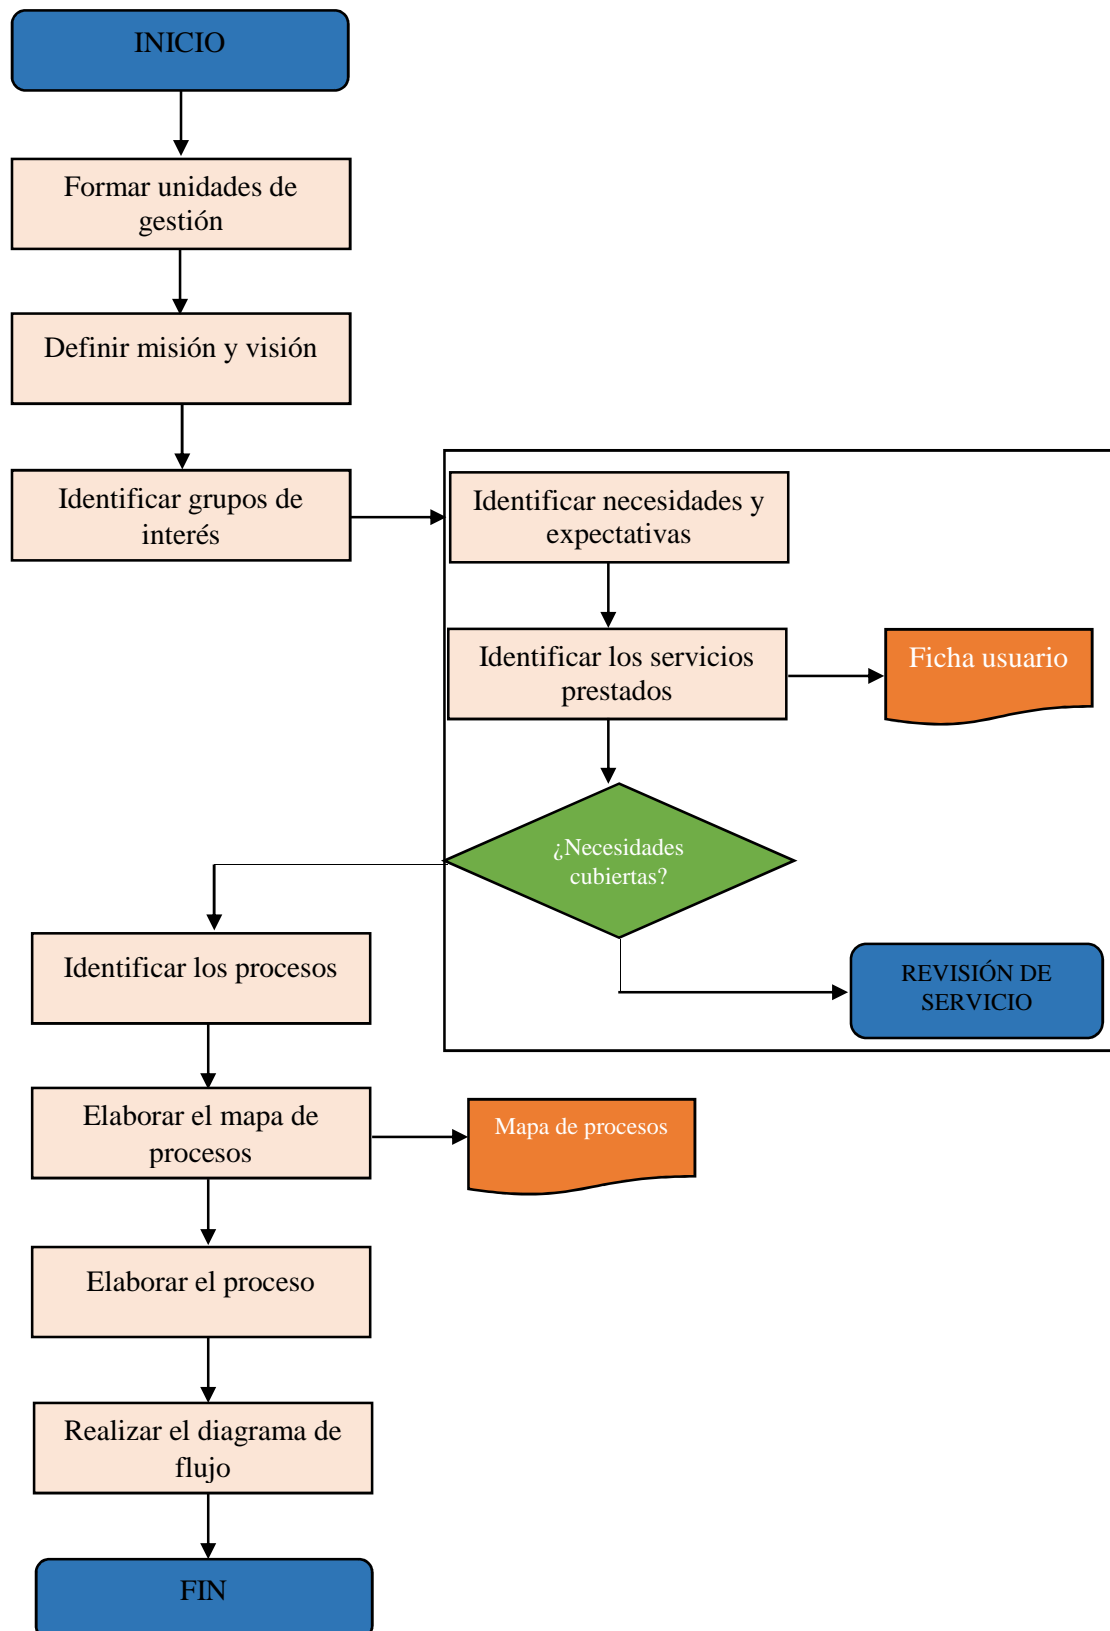 INICIO
Formar unidades de
gestión
Definir misión y visión
Identificar grupos de
interés
Identificar necesidades y
expectativas
Identificar los servicios
prestados
Ficha usuario
¿Necesidades
cubiertas?
REVISIÓN DE
SERVICIO
Identificar los procesos
Elaborar el mapa de
procesos
Mapa de procesos
Elaborar el proceso
Realizar el diagrama de
flujo
FIN